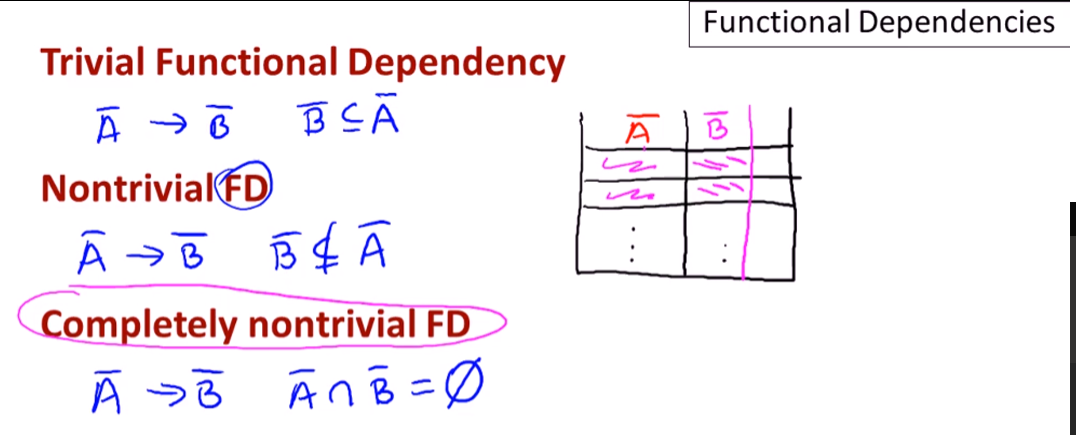 Functional Dependencies
Trivial Functional Dependency
A̅ → B̅ B̅ ⊆ A̅
Nontrivial FD
A̅ → B̅ B̅ ⊈ A̅
Completely nontrivial FD
A̅ → B̅ A̅ ∩ B̅ = ∅
A̅ B̅